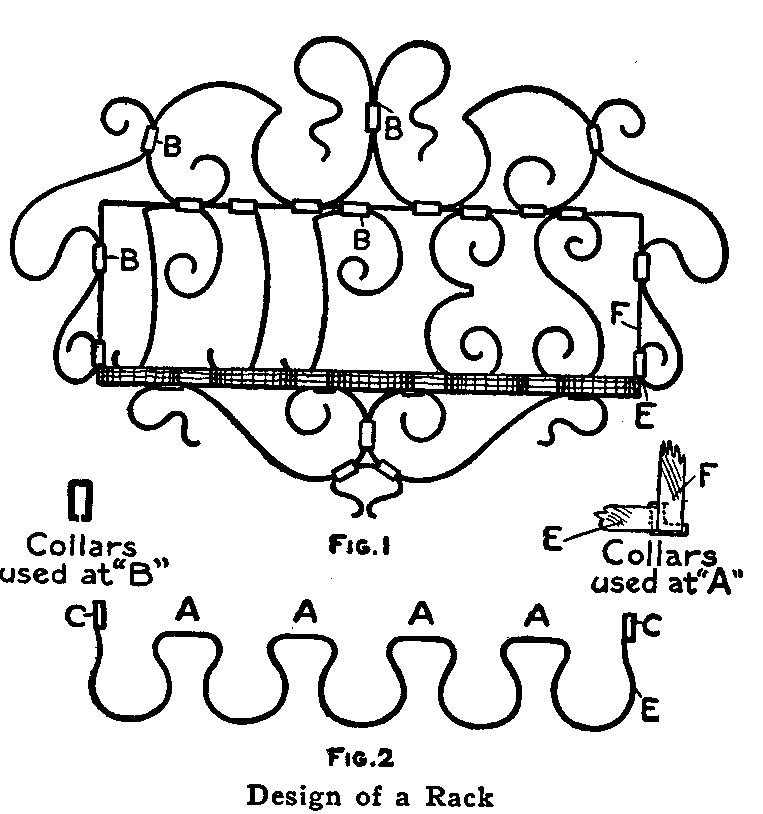 B
B
B
B
F
E
F
E
FIG.1
Collars
used at "B"
Collars
used at "A"
C
A
A
A
A
C
E
FIG.2
Design of a Rack